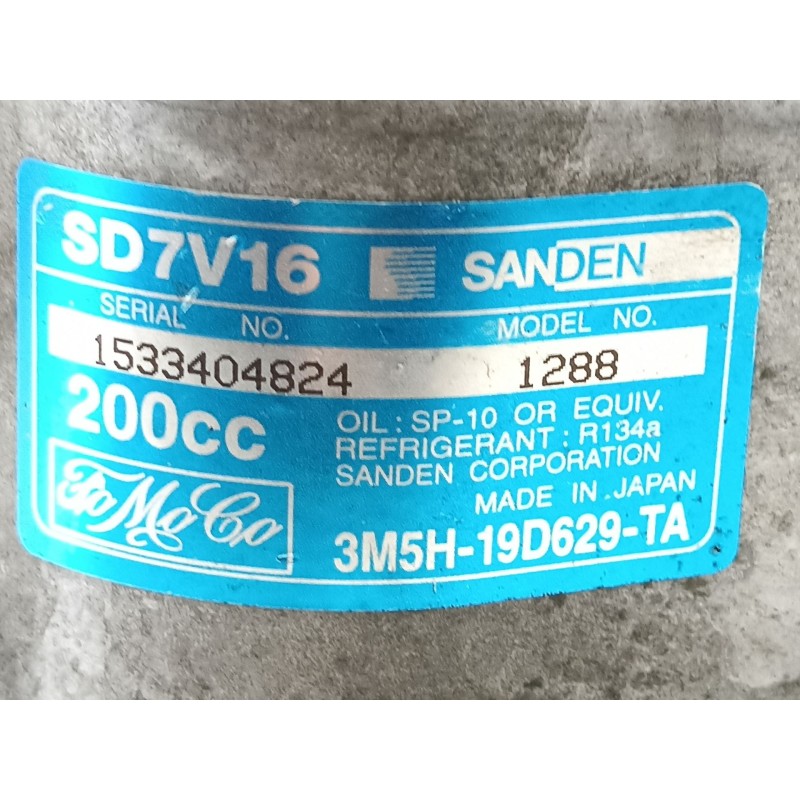 SD7V16 SANDEN
SERIAL NO. MODEL NO.
1533404824 1288
200cc
OIL: SP-10 OR EQUIV.
REFRIGERANT: R134a
SANDEN CORPORATION
MADE IN JAPAN
FoMoCo
3M5H-19D629-TA